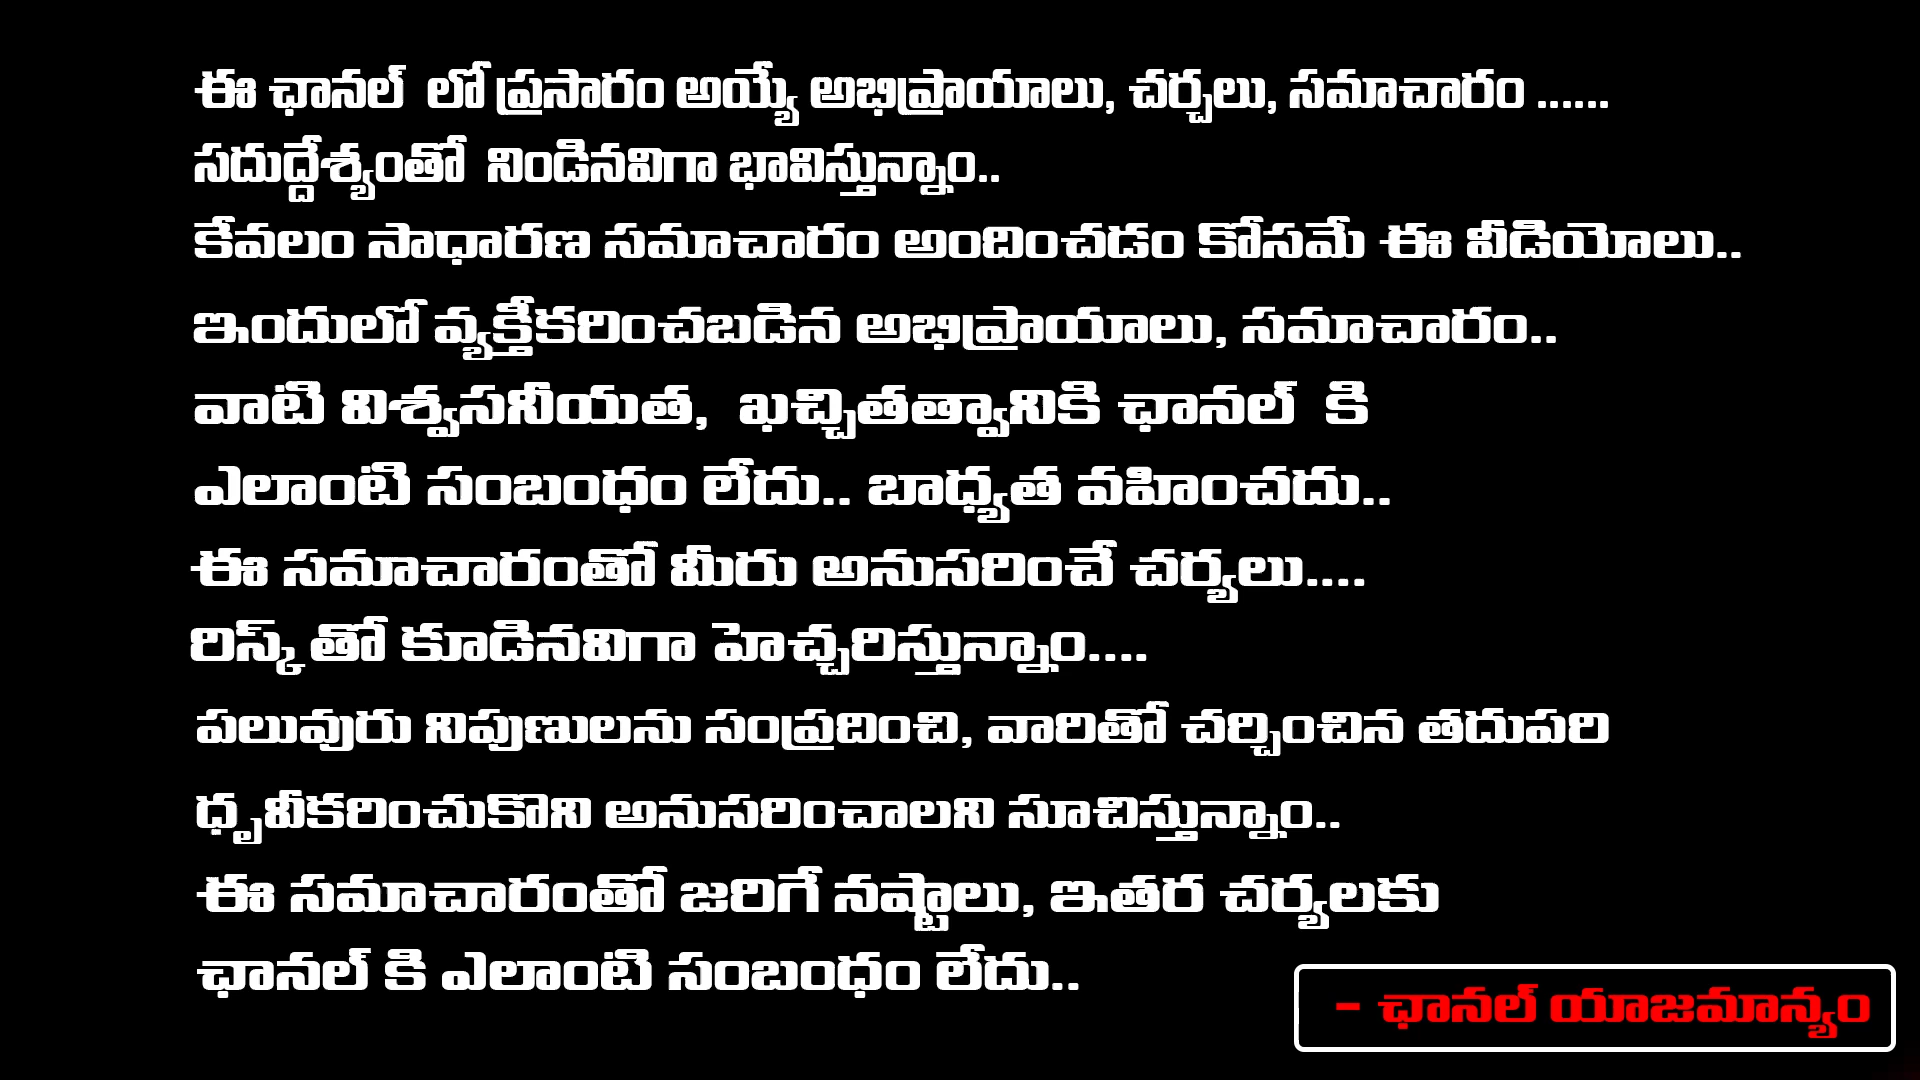 ఈ ఛానల్ లో ప్రసారం అయ్యే అభిప్రాయాలు, చర్చలు, సమాచారం ......
సదుద్దేశ్యంతో నిండినవిగా భావిస్తున్నాం..
కేవలం సాధారణ సమాచారం అందించడం కోసమే ఈ వీడియోలు..
ఇందులో వ్యక్తీకరించబడిన అభిప్రాయాలు, సమాచారం..
వాటి విశ్వసనీయత, ఖచ్చితత్వానికి ఛానల్ కి
ఎలాంటి సంబంధం లేదు.. బాధ్యత వహించదు..
ఈ సమాచారంతో మీరు అనుసరించే చర్యలు....
రిస్క్ తో కూడినవిగా హెచ్చరిస్తున్నాం....
పలువురు నిపుణులను సంప్రదించి, వారితో చర్చించిన తదుపరి
ధృవీకరించుకొని అనుసరించాలని సూచిస్తున్నాం..
ఈ సమాచారంతో జరిగే నష్టాలు, ఇతర చర్యలకు
ఛానల్ కి ఎలాంటి సంబంధం లేదు..
- ఛానల్ యాజమాన్యం